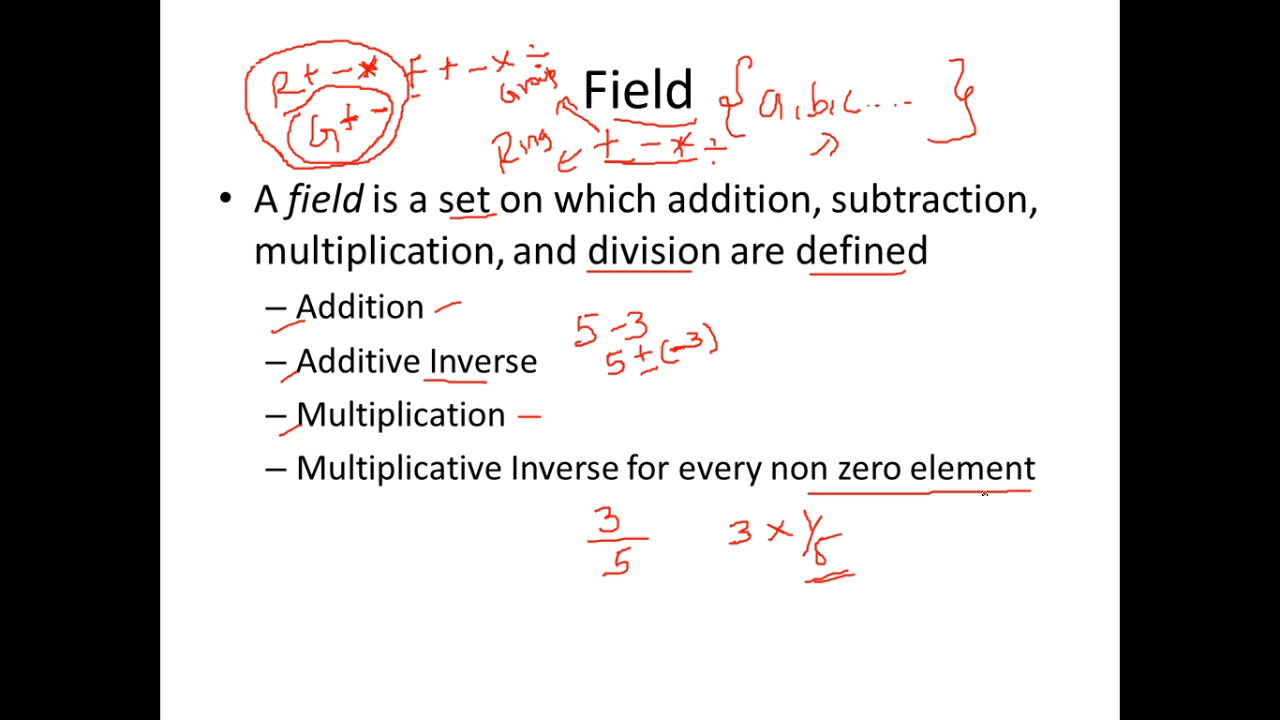 R + - * F + - × ÷
G + -
Group
Field { a, b, c .... }
Ring + - * ÷
• A field is a set on which addition, subtraction,
multiplication, and division are defined
– Addition
5 - 3
– Additive Inverse
5 + (-3)
– Multiplication
– Multiplicative Inverse for every non zero element
3/5 3 × 1/5